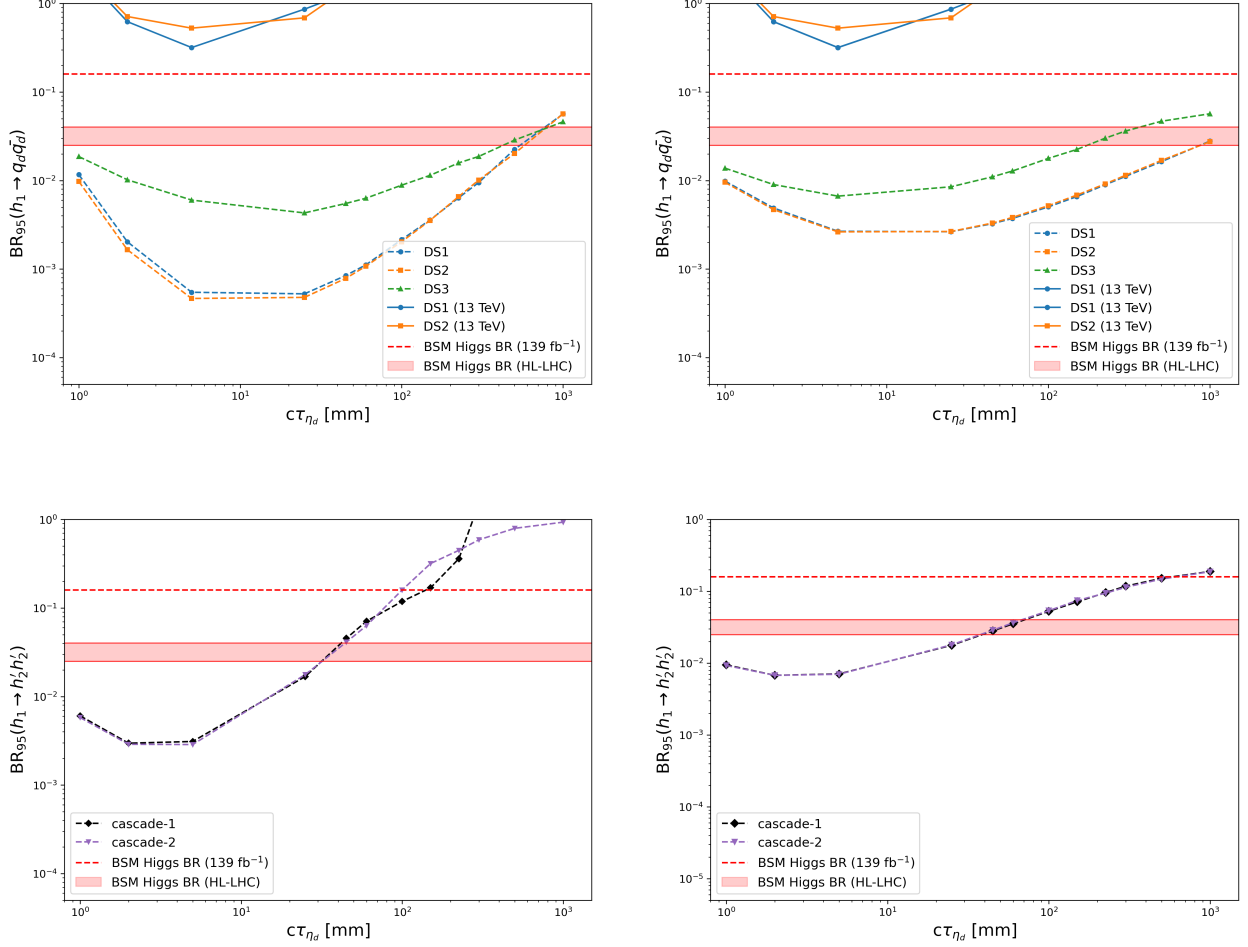 10⁰
10⁻¹
10⁻²
10⁻³
10⁻⁴
BR₉₅(h₁ → q_d q̄_d)
DS1
DS2
DS3
DS1 (13 TeV)
DS2 (13 TeV)
BSM Higgs BR (139 fb⁻¹)
BSM Higgs BR (HL-LHC)
10⁰
10¹
10²
10³
cτ_{η_d} [mm]
10⁰
10⁻¹
10⁻²
10⁻³
10⁻⁴
BR₉₅(h₁ → q_d q̄_d)
DS1
DS2
DS3
DS1 (13 TeV)
DS1 (13 TeV)
DS2 (13 TeV)
BSM Higgs BR (139 fb⁻¹)
BSM Higgs BR (HL-LHC)
10⁰
10¹
10²
10³
cτ_{η_d} [mm]
10⁰
10⁻¹
10⁻²
10⁻³
10⁻⁴
BR₉₅(h₁ → h₂′h₂′)
cascade-1
cascade-2
BSM Higgs BR (139 fb⁻¹)
BSM Higgs BR (HL-LHC)
10⁰
10¹
10²
10³
cτ_{η_d} [mm]
10⁰
10⁻¹
10⁻²
10⁻³
10⁻⁴
10⁻⁵
BR₉₅(h₁ → h₂′h₂′)
cascade-1
cascade-2
BSM Higgs BR (139 fb⁻¹)
BSM Higgs BR (HL-LHC)
10⁰
10¹
10²
10³
cτ_{η_d} [mm]